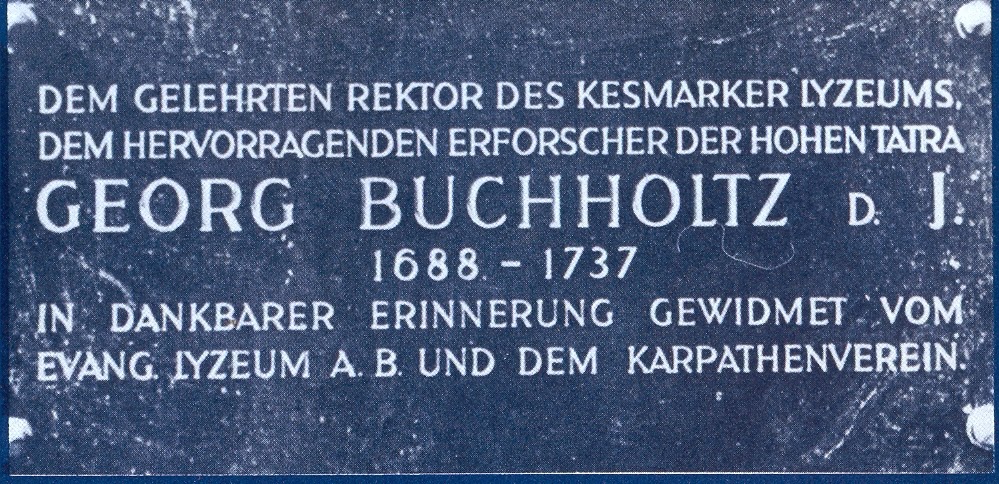 DEM GELEHRTEN REKTOR DES KESMARKER LYZEUMS,
DEM HERVORRAGENDEN ERFORSCHER DER HOHEN TATRA
GEORG BUCHHOLTZ D. J.
1688 - 1737
IN DANKBARER ERINNERUNG GEWIDMET VOM
EVANG. LYZEUM A. B. UND DEM KARPATHENVEREIN.